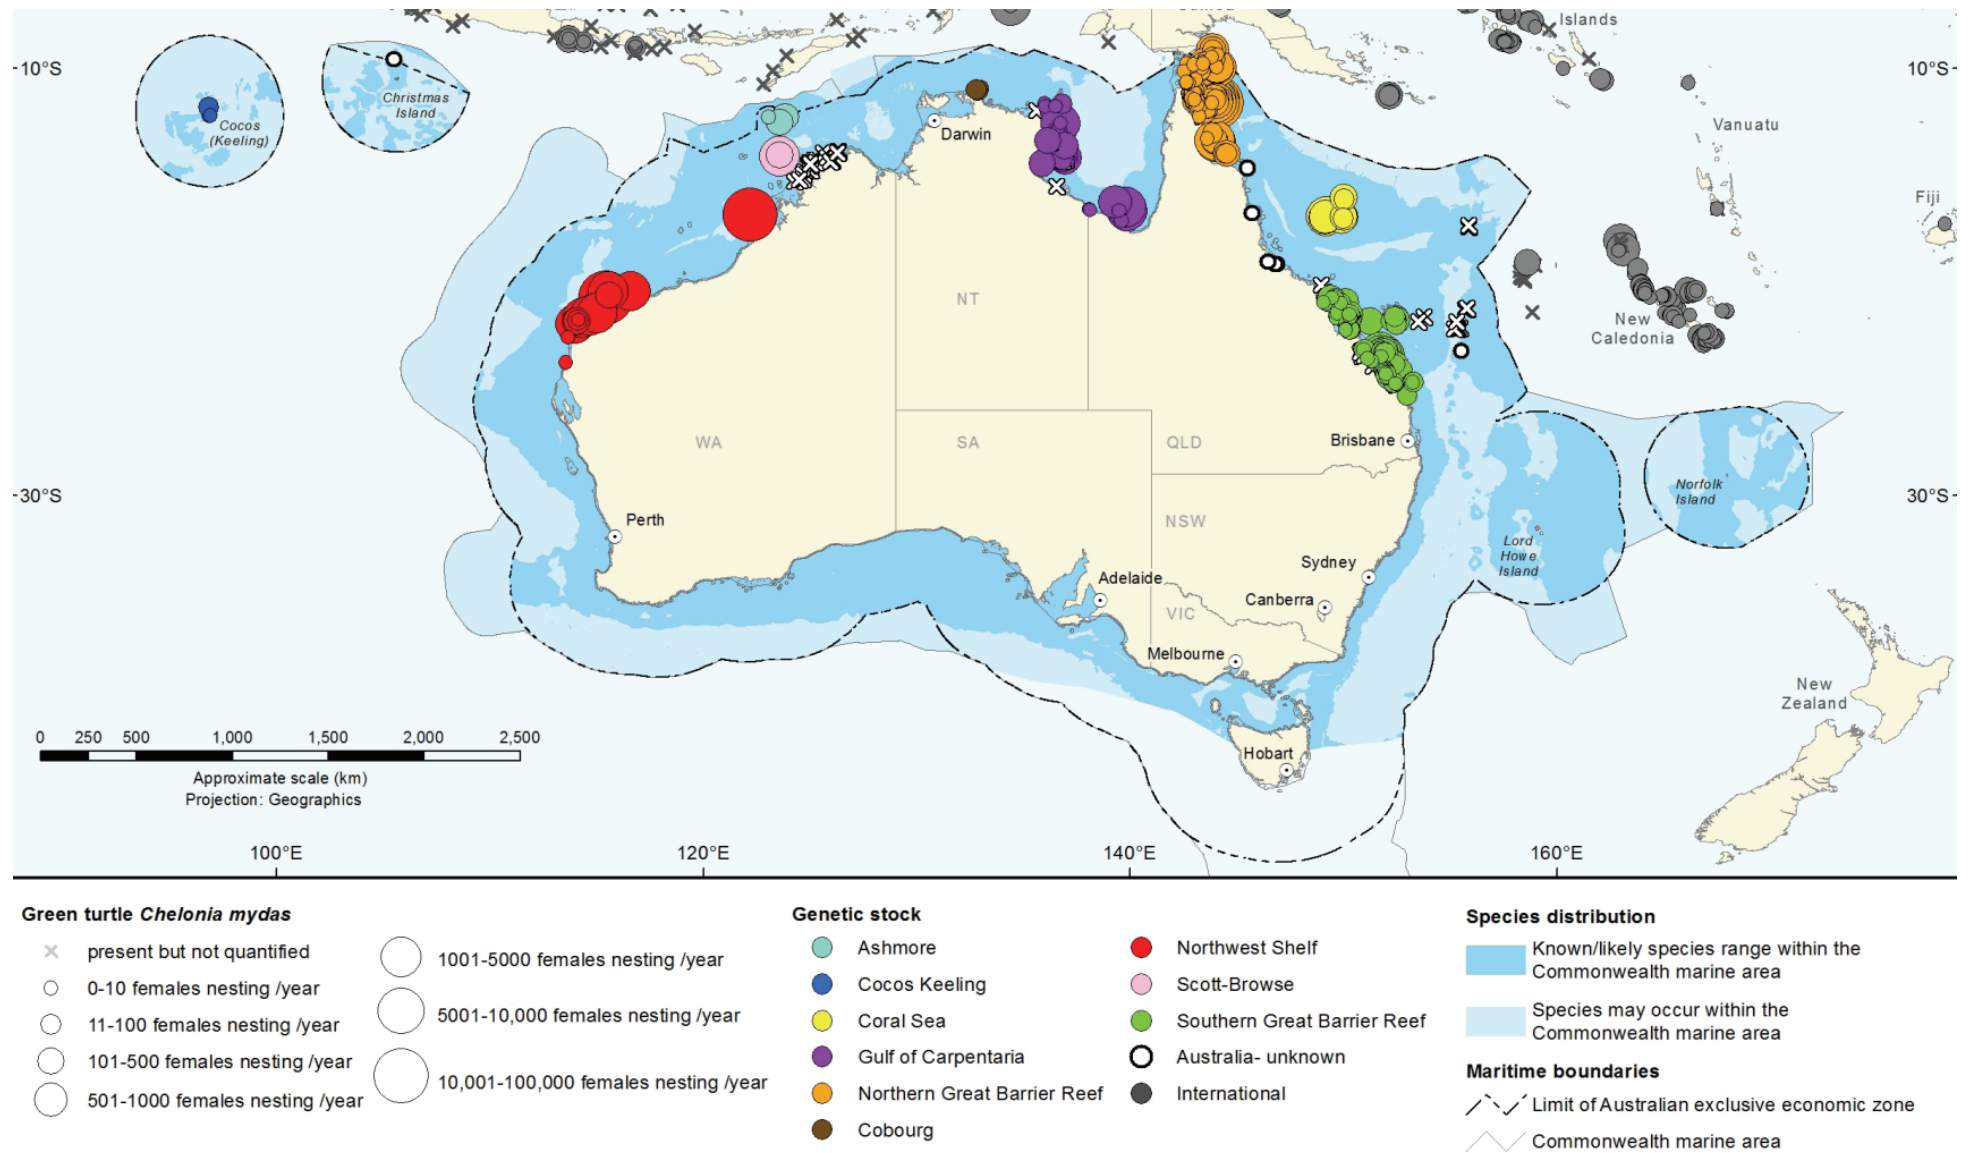 Islands
10°S
10°S
Christmas
Island
Cocos
(Keeling)
Darwin
Vanuatu
Fiji
NT
New
Caledonia
WA
SA
QLD
Brisbane
30°S
30°S
Norfolk
Island
Perth
NSW
Lord
Howe
Island
Sydney
Adelaide
Canberra
VIC
Melbourne
New
Zealand
0 250 500 1,000 1,500 2,000 2,500
Hobart
Approximate scale (km)
Projection: Geographics
100°E 120°E 140°E 160°E
Green turtle Chelonia mydas
present but not quantified
0-10 females nesting /year
11-100 females nesting /year
101-500 females nesting /year
501-1000 females nesting /year
1001-5000 females nesting /year
5001-10,000 females nesting /year
10,001-100,000 females nesting /year
Genetic stock
Ashmore
Cocos Keeling
Coral Sea
Gulf of Carpentaria
Northern Great Barrier Reef
Cobourg
Northwest Shelf
Scott-Browse
Southern Great Barrier Reef
Australia- unknown
International
Species distribution
Known/likely species range within the
Commonwealth marine area
Species may occur within the
Commonwealth marine area
Maritime boundaries
Limit of Australian exclusive economic zone
Commonwealth marine area